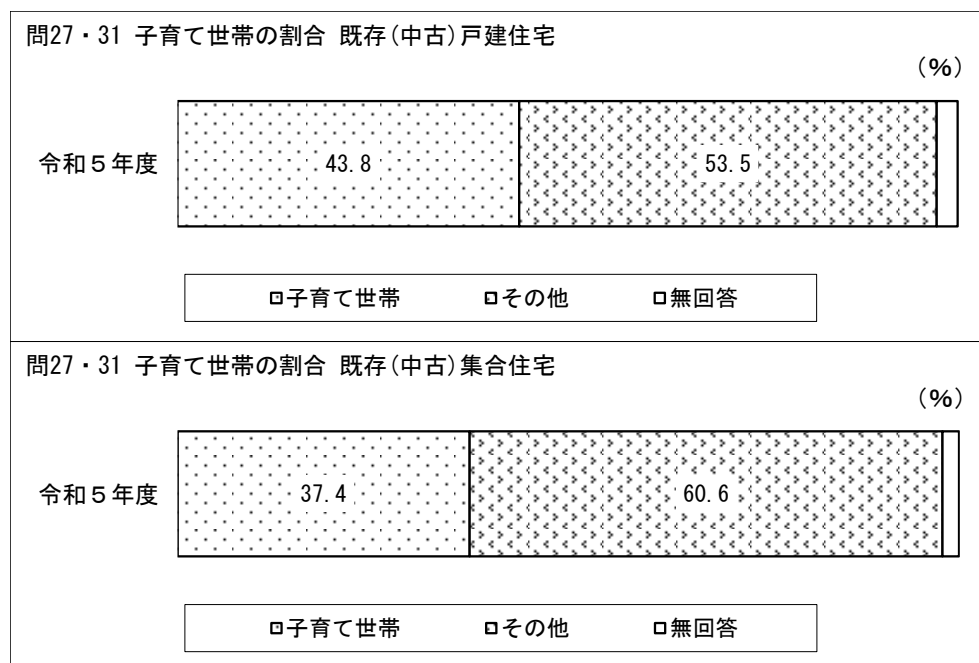 問27・31 子育て世帯の割合 既存(中古)戸建住宅
(%)
令和５年度 43.8 53.5
子育て世帯 その他 無回答
問27・31 子育て世帯の割合 既存(中古)集合住宅
(%)
令和５年度 37.4 60.6
子育て世帯 その他 無回答